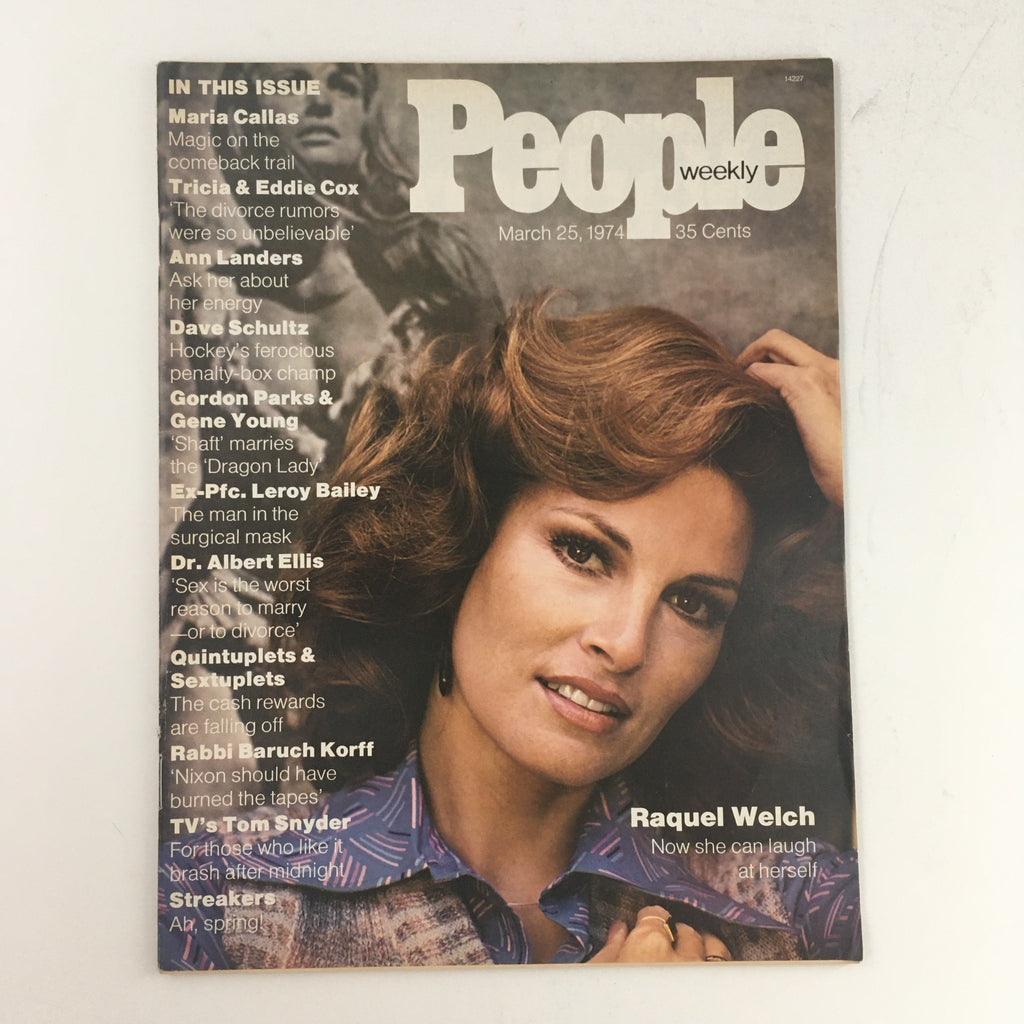 IN THIS ISSUE
Maria Callas
Magic on the
comeback trail
Tricia & Eddie Cox
'The divorce rumors
were so unbelievable'
Ann Landers
Ask her about
her energy
Dave Schultz
Hockey's ferocious
penalty-box champ
Gordon Parks &
Gene Young
'Shaft' marries
the 'Dragon Lady'
Ex-Pfc. Leroy Bailey
The man in the
surgical mask
Dr. Albert Ellis
'Sex is the worst
reason to marry
—or to divorce'
Quintuplets &
Sextuplets
The cash rewards
are falling off
Rabbi Baruch Korff
'Nixon should have
burned the tapes'
TV's Tom Snyder
For those who like it
brash after midnight
Streakers
Ah, spring!
14227
People
weekly
March 25, 1974 35 Cents
Raquel Welch
Now she can laugh
at herself